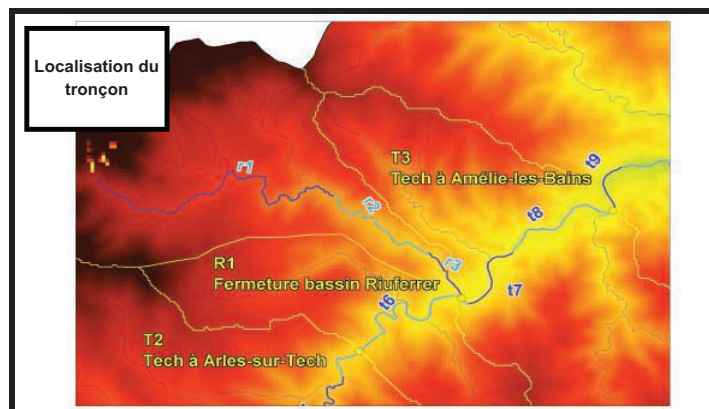 Localisation du
tronçon
T3
Tech à Amélie-les-Bains
t9
r1
r2
t8
R1
Fermeture bassin Riuferrer
r3
t6
t7
T2
Tech à Arles-sur-Tech